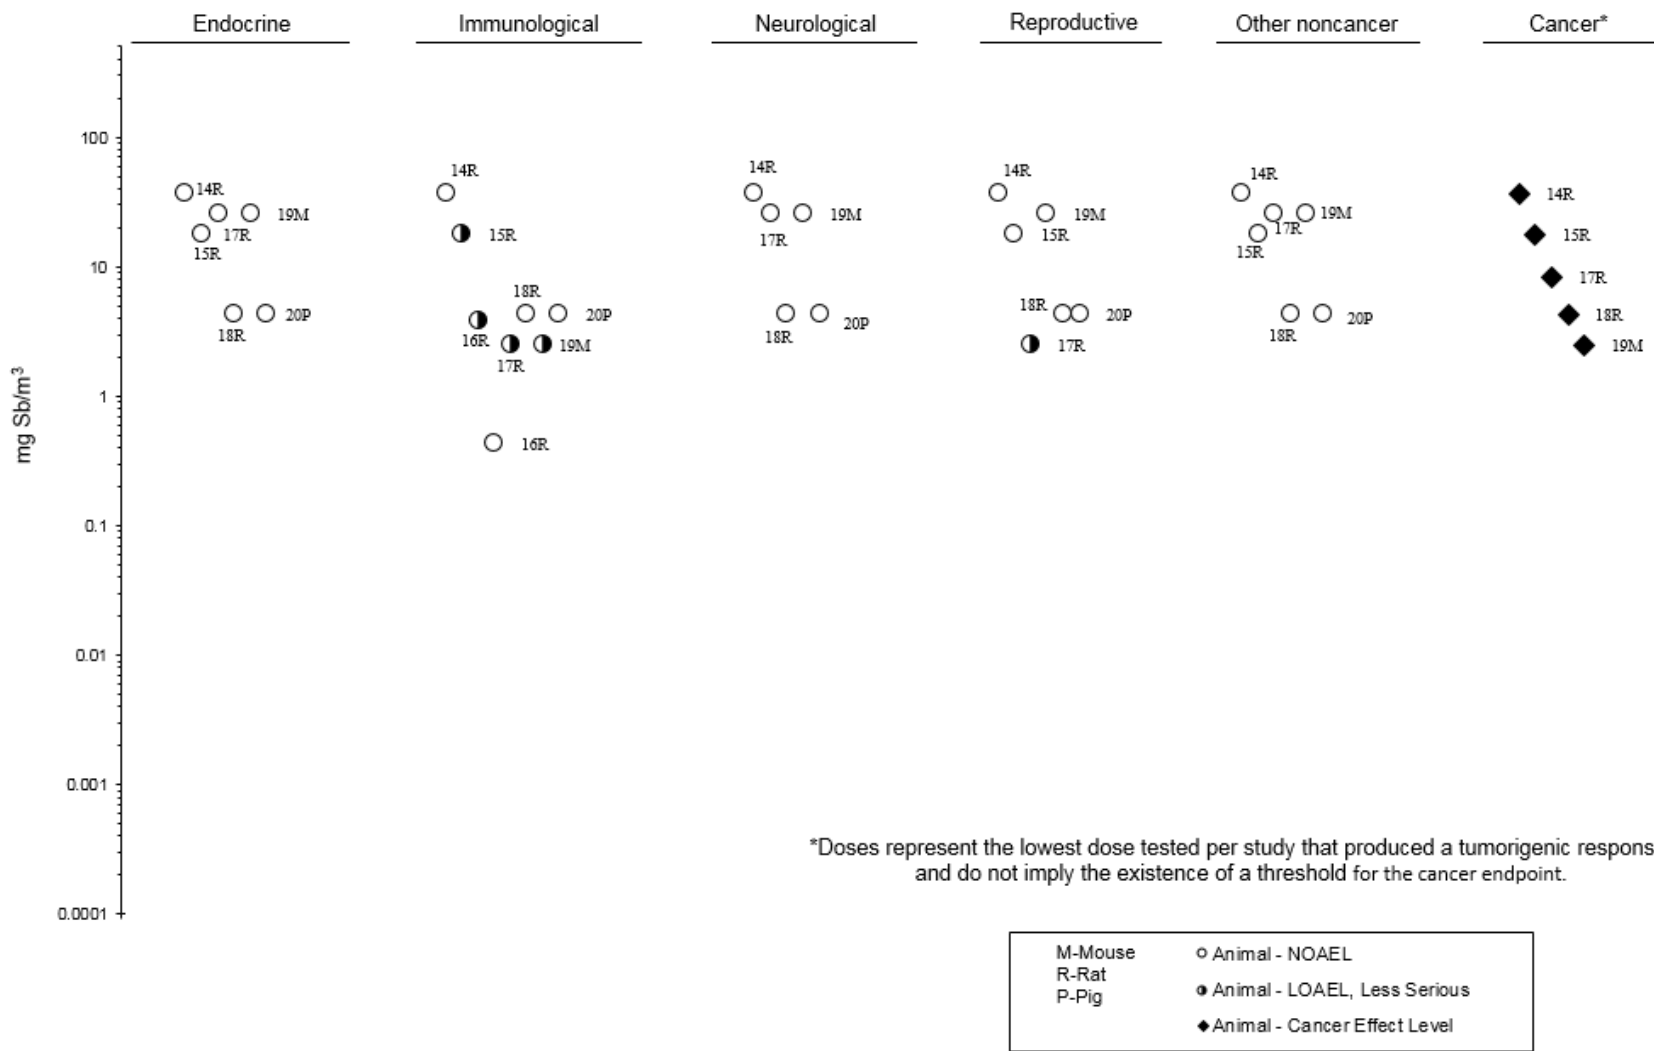 Endocrine Immunological Neurological Reproductive Other noncancer Cancer*
mg Sb/m³
100
10
1
0.1
0.01
0.001
0.0001
14R
19M
17R
15R
20P
18R
14R
15R
18R
20P
16R
19M
17R
16R
14R
19M
17R
18R
20P
14R
19M
15R
18R
20P
17R
14R
19M
17R
15R
18R
20P
14R
15R
17R
18R
19M
*Doses represent the lowest dose tested per study that produced a tumorigenic respons
and do not imply the existence of a threshold for the cancer endpoint.
M-Mouse
R-Rat
P-Pig
Animal - NOAEL
Animal - LOAEL, Less Serious
Animal - Cancer Effect Level